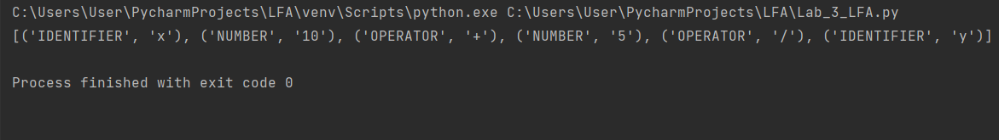 C:\Users\User\PycharmProjects\LFA\venv\Scripts\python.exe C:\Users\User\PycharmProjects\LFA\Lab_3_LFA.py
[('IDENTIFIER', 'x'), ('NUMBER', '10'), ('OPERATOR', '+'), ('NUMBER', '5'), ('OPERATOR', '/'), ('IDENTIFIER', 'y')]
Process finished with exit code 0